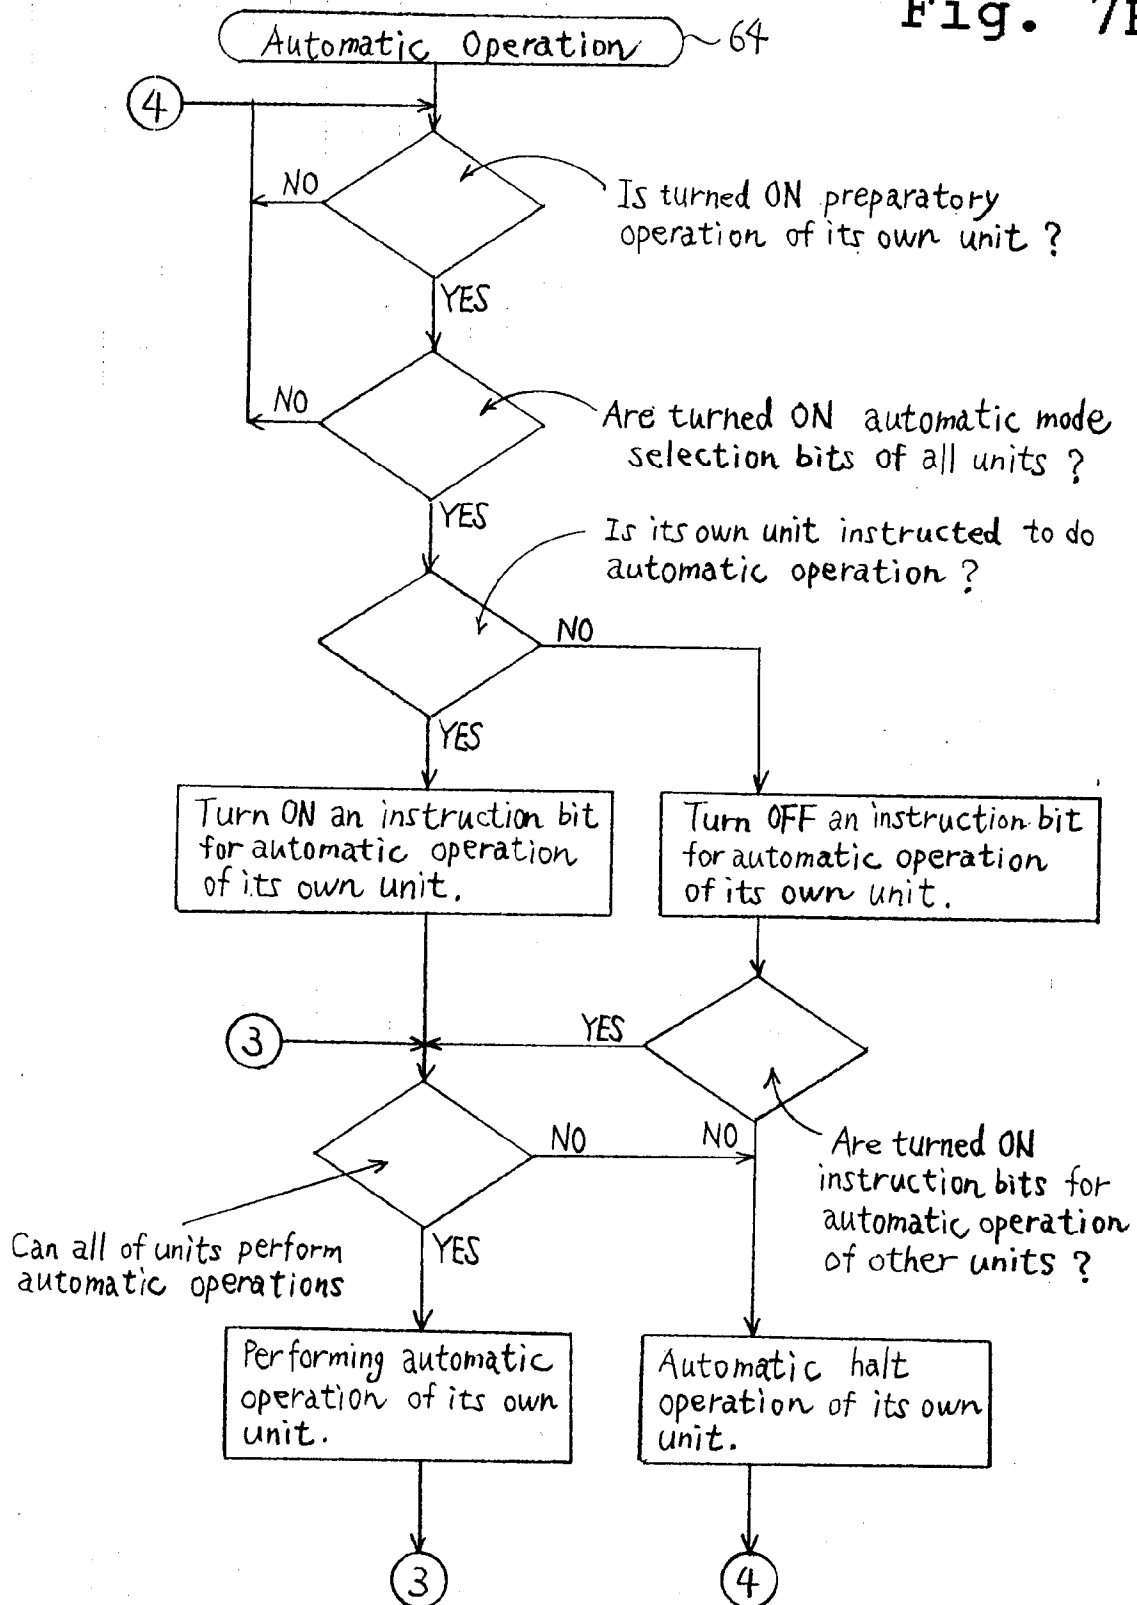 Fig. 7
Automatic Operation 64
4
NO
Is turned ON preparatory
operation of its own unit ?
YES
NO
Are turned ON automatic mode
selection bits of all units ?
YES
Is its own unit instructed to do
automatic operation ?
NO
YES
Turn ON an instruction bit
for automatic operation
of its own unit.
Turn OFF an instruction bit
for automatic operation
of its own unit.
3
YES
NO
NO
Are turned ON
instruction bits for
automatic operation
of other units ?
Can all of units perform
automatic operations
YES
Performing automatic
operation of its own
unit.
Automatic halt
operation of its own
unit.
3
4